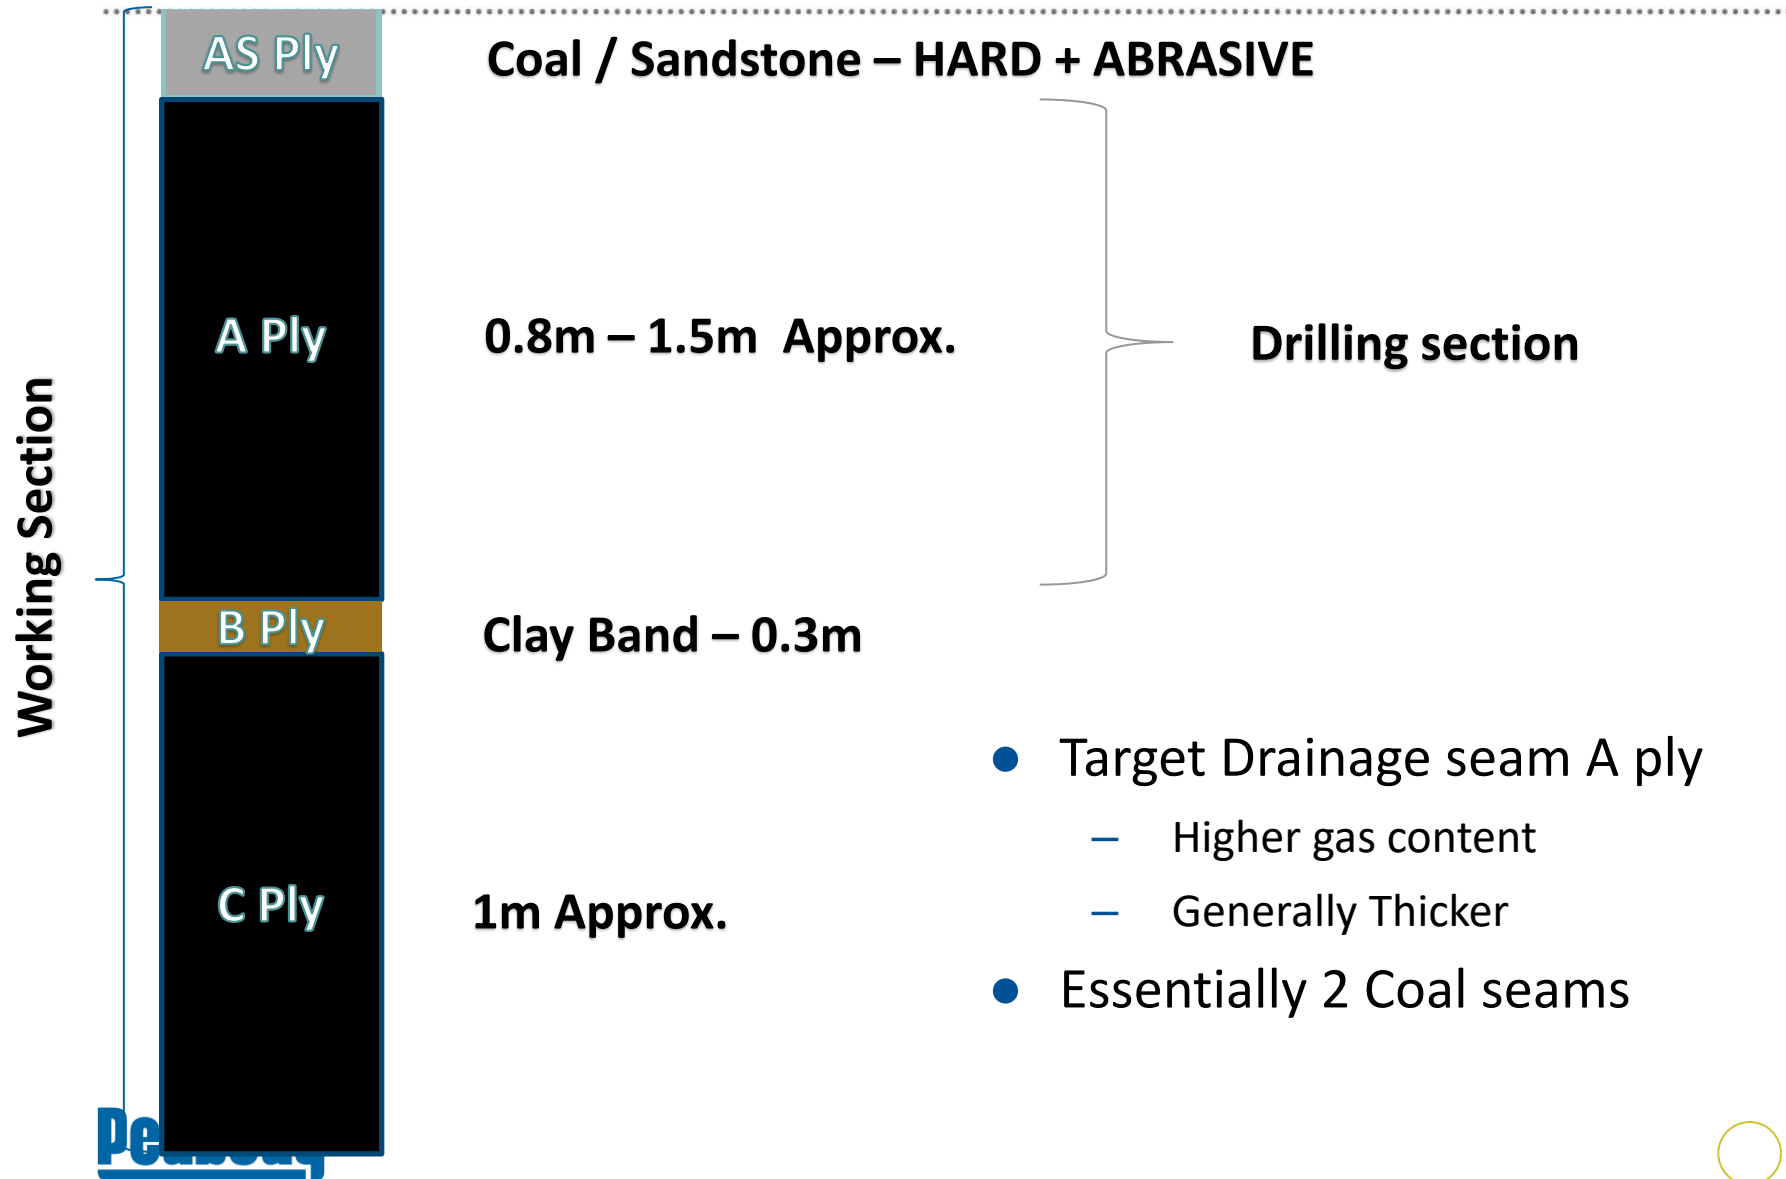 AS Ply
Coal / Sandstone – HARD + ABRASIVE
A Ply
0.8m – 1.5m Approx.
Drilling section
Working Section
B Ply
Clay Band – 0.3m
● Target Drainage seam A ply
– Higher gas content
– Generally Thicker
C Ply
1m Approx.
● Essentially 2 Coal seams
Peabody